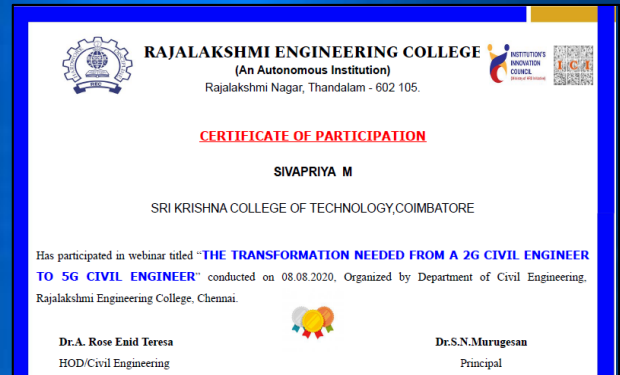 RAJALAKSHMI ENGINEERING COLLEGE
(An Autonomous Institution)
Rajalakshmi Nagar, Thandalam - 602 105.
REC
INSTITUTION'S
INNOVATION
COUNCIL
ICI
CERTIFICATE OF PARTICIPATION
SIVAPRIYA M
SRI KRISHNA COLLEGE OF TECHNOLOGY,COIMBATORE
Has participated in webinar titled “THE TRANSFORMATION NEEDED FROM A 2G CIVIL ENGINEER
TO 5G CIVIL ENGINEER” conducted on 08.08.2020, Organized by Department of Civil Engineering,
Rajalakshmi Engineering College, Chennai.
Dr.A. Rose Enid Teresa
HOD/Civil Engineering
Dr.S.N.Murugesan
Principal